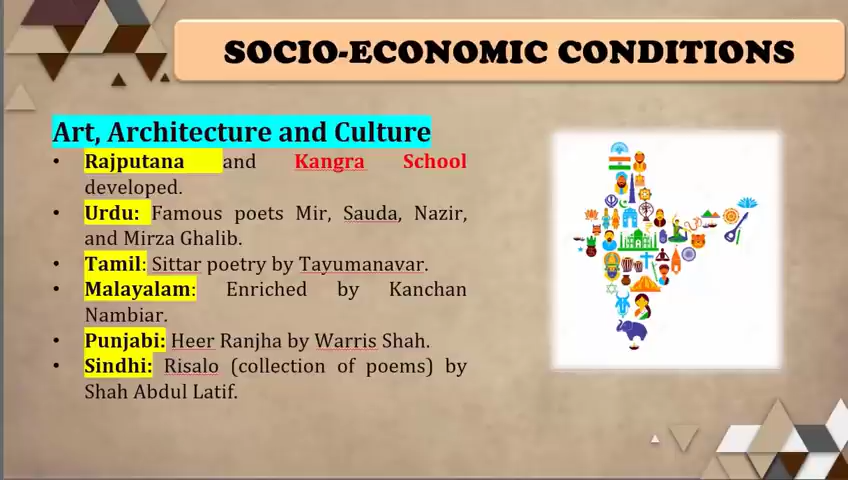 SOCIO-ECONOMIC CONDITIONS
Art, Architecture and Culture
• Rajputana and Kangra School
developed.
• Urdu: Famous poets Mir, Sauda, Nazir,
and Mirza Ghalib.
• Tamil: Sittar poetry by Tayumanavar.
• Malayalam: Enriched by Kanchan
Nambiar.
• Punjabi: Heer Ranjha by Warris Shah.
• Sindhi: Risalo (collection of poems) by
Shah Abdul Latif.